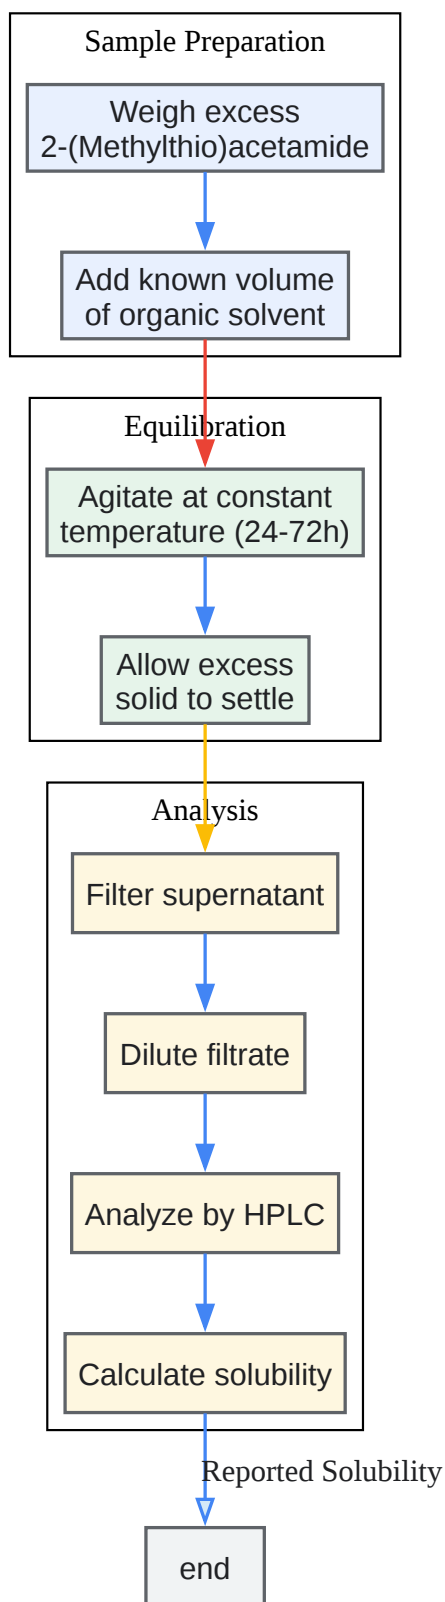 Sample Preparation
Weigh excess
2-(Methylthio)acetamide
Add known volume
of organic solvent
Equilibration
Agitate at constant
temperature (24-72h)
Allow excess
solid to settle
Analysis
Filter supernatant
Dilute filtrate
Analyze by HPLC
Calculate solubility
Reported Solubility
end